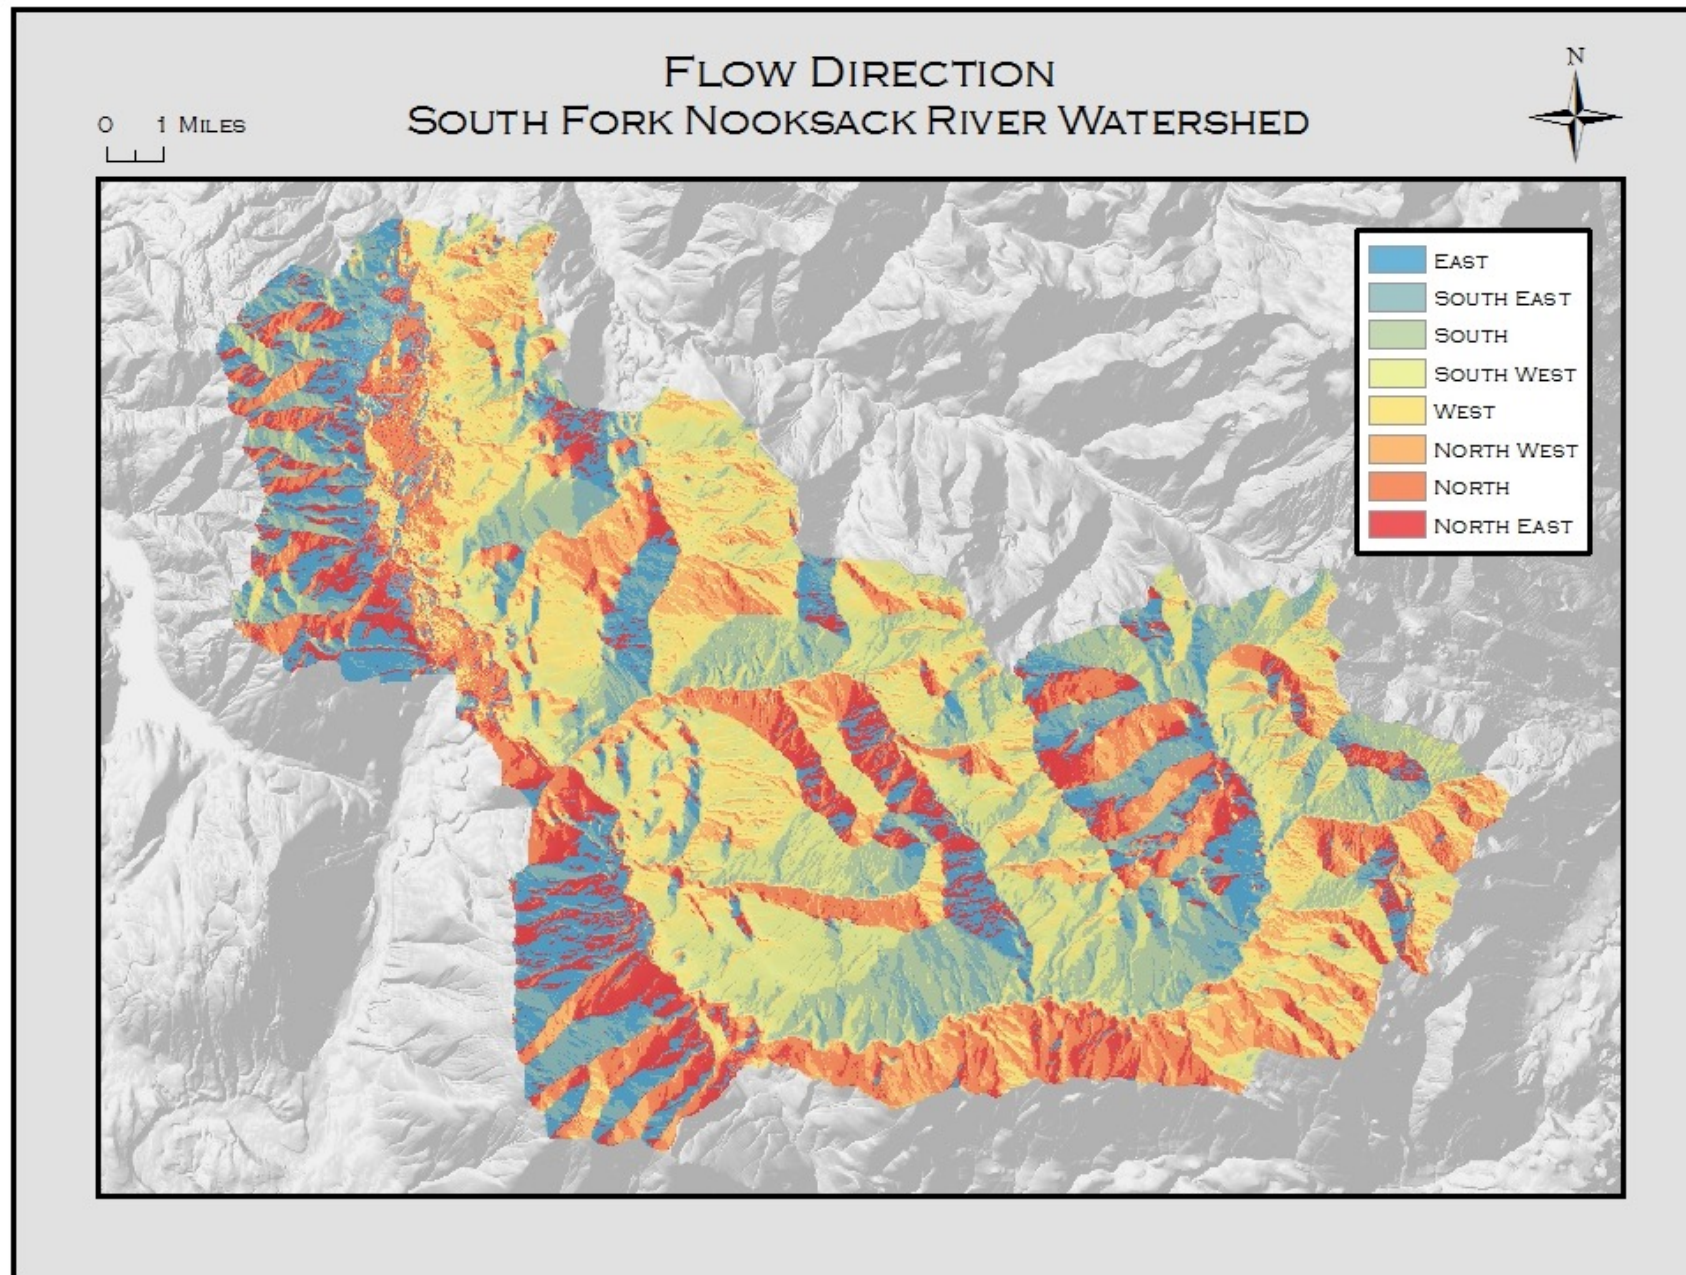 FLOW DIRECTION
SOUTH FORK NOOKSACK RIVER WATERSHED
N
0 1 MILES
EAST
SOUTH EAST
SOUTH
SOUTH WEST
WEST
NORTH WEST
NORTH
NORTH EAST